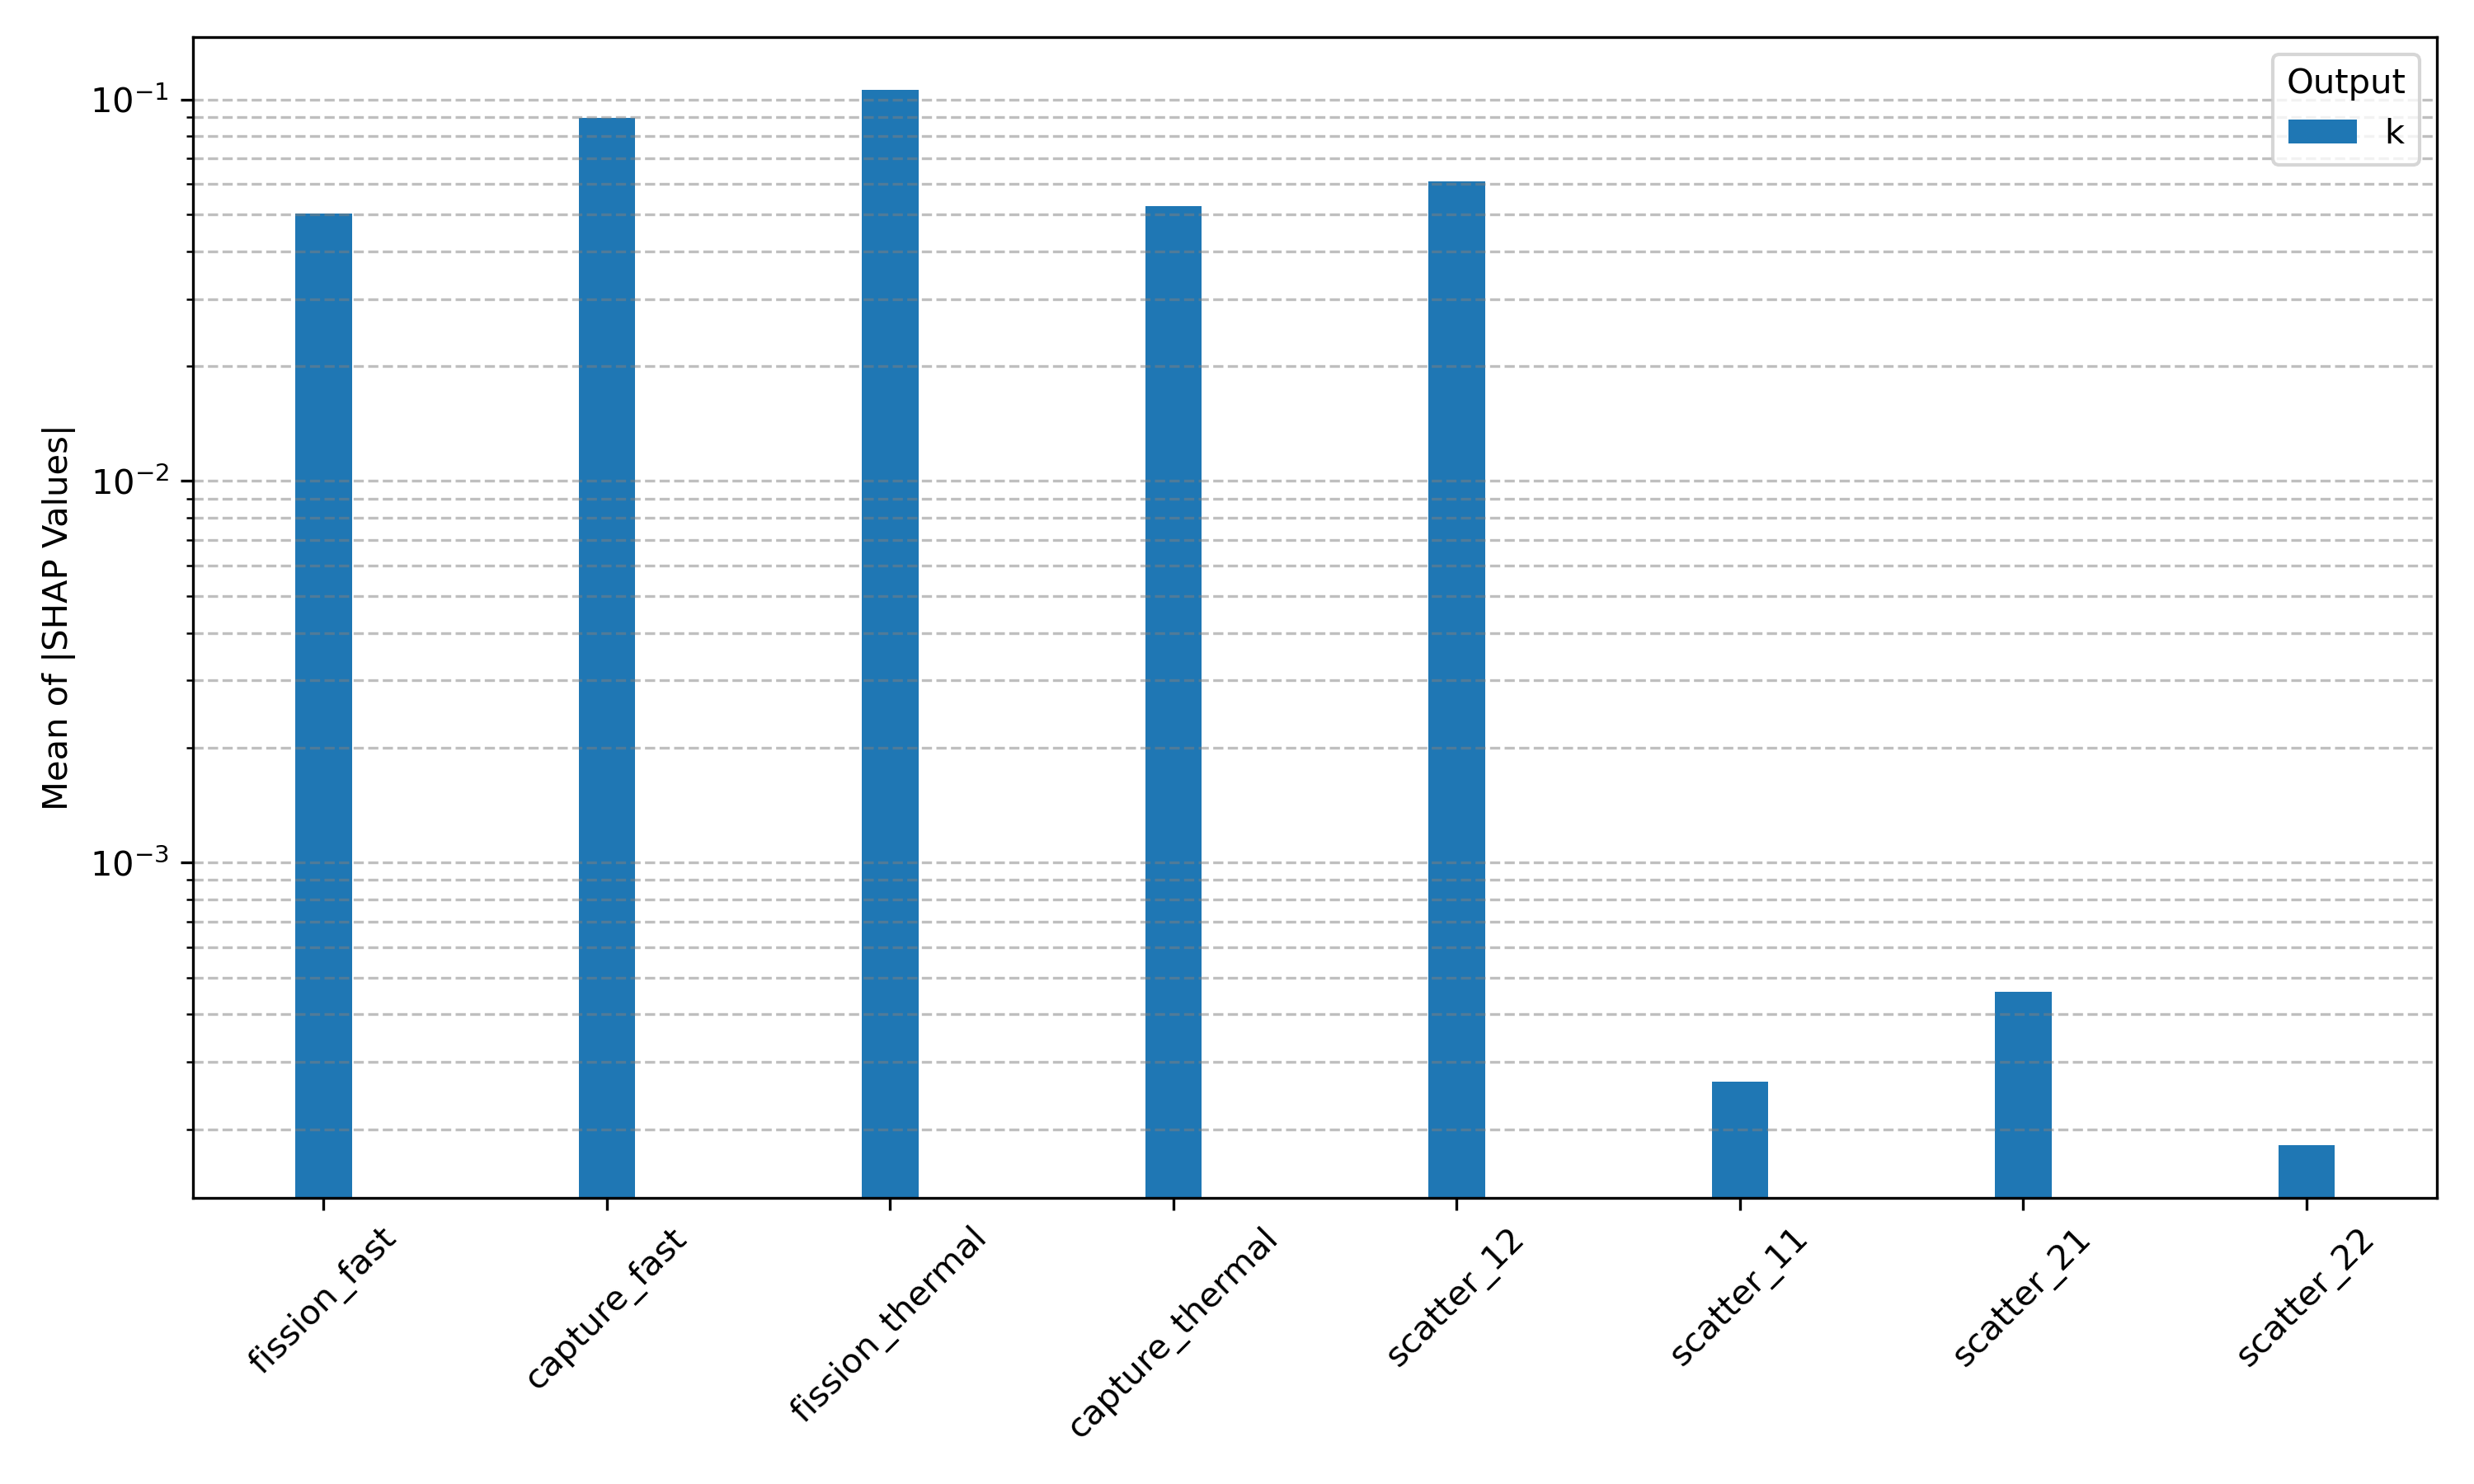 Output
k
10⁻¹
10⁻²
10⁻³
Mean of |SHAP Values|
fission_fast
capture_fast
fission_thermal
capture_thermal
scatter_12
scatter_11
scatter_21
scatter_22